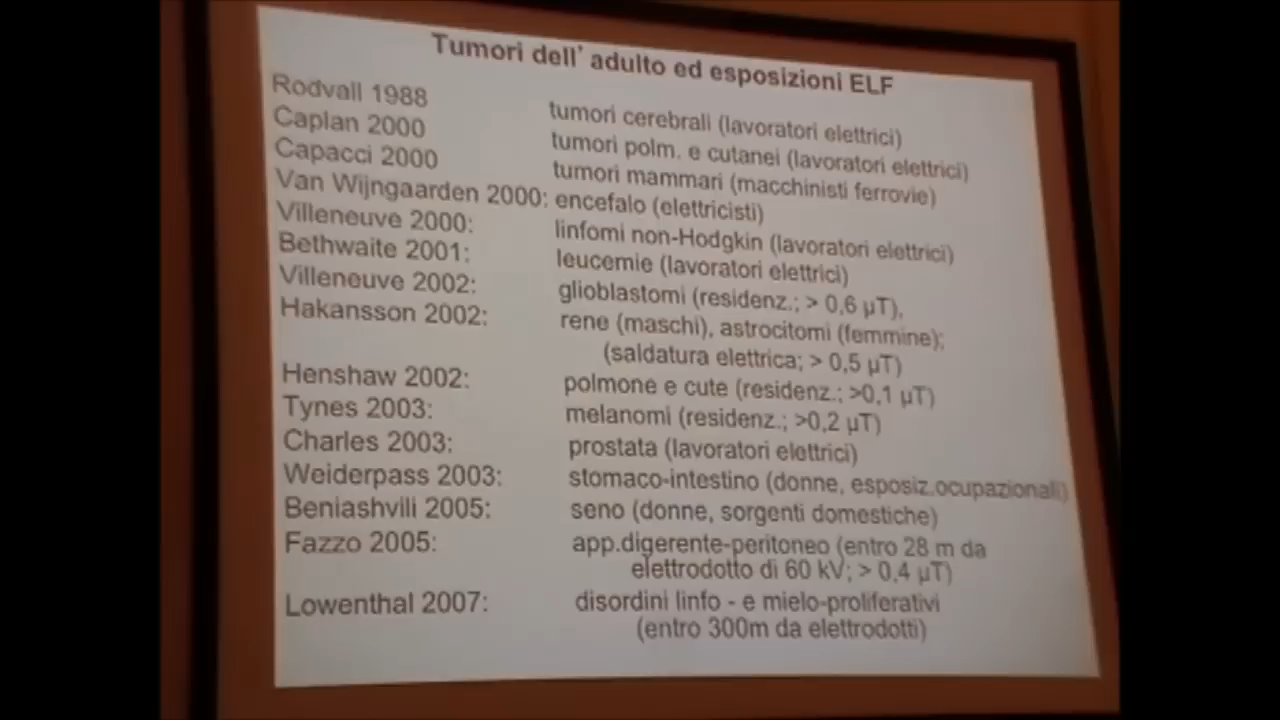 Tumori dell' adulto ed esposizioni ELF
Rodvall 1988 tumori cerebrali (lavoratori elettrici)
Caplan 2000 tumori polm. e cutanei (lavoratori elettrici)
Capacci 2000 tumori mammari (macchinisti ferrovie)
Van Wijngaarden 2000: encefalo (elettricisti)
Villeneuve 2000: linfomi non-Hodgkin (lavoratori elettrici)
Bethwaite 2001: leucemie (lavoratori elettrici)
Villeneuve 2002: glioblastomi (residenz.; > 0,6 µT),
Hakansson 2002: rene (maschi), astrocitomi (femmine);
(saldatura elettrica; > 0,5 µT)
Henshaw 2002: polmone e cute (residenz.; >0,1 µT)
Tynes 2003: melanomi (residenz.; >0,2 µT)
Charles 2003: prostata (lavoratori elettrici)
Weiderpass 2003: stomaco-intestino (donne, esposiz.ocupazionali)
Beniashvili 2005: seno (donne, sorgenti domestiche)
Fazzo 2005: app.digerente-peritoneo (entro 28 m da
elettrodotto di 60 kV; > 0,4 µT)
Lowenthal 2007: disordini linfo - e mielo-proliferativi
(entro 300m da elettrodotti)